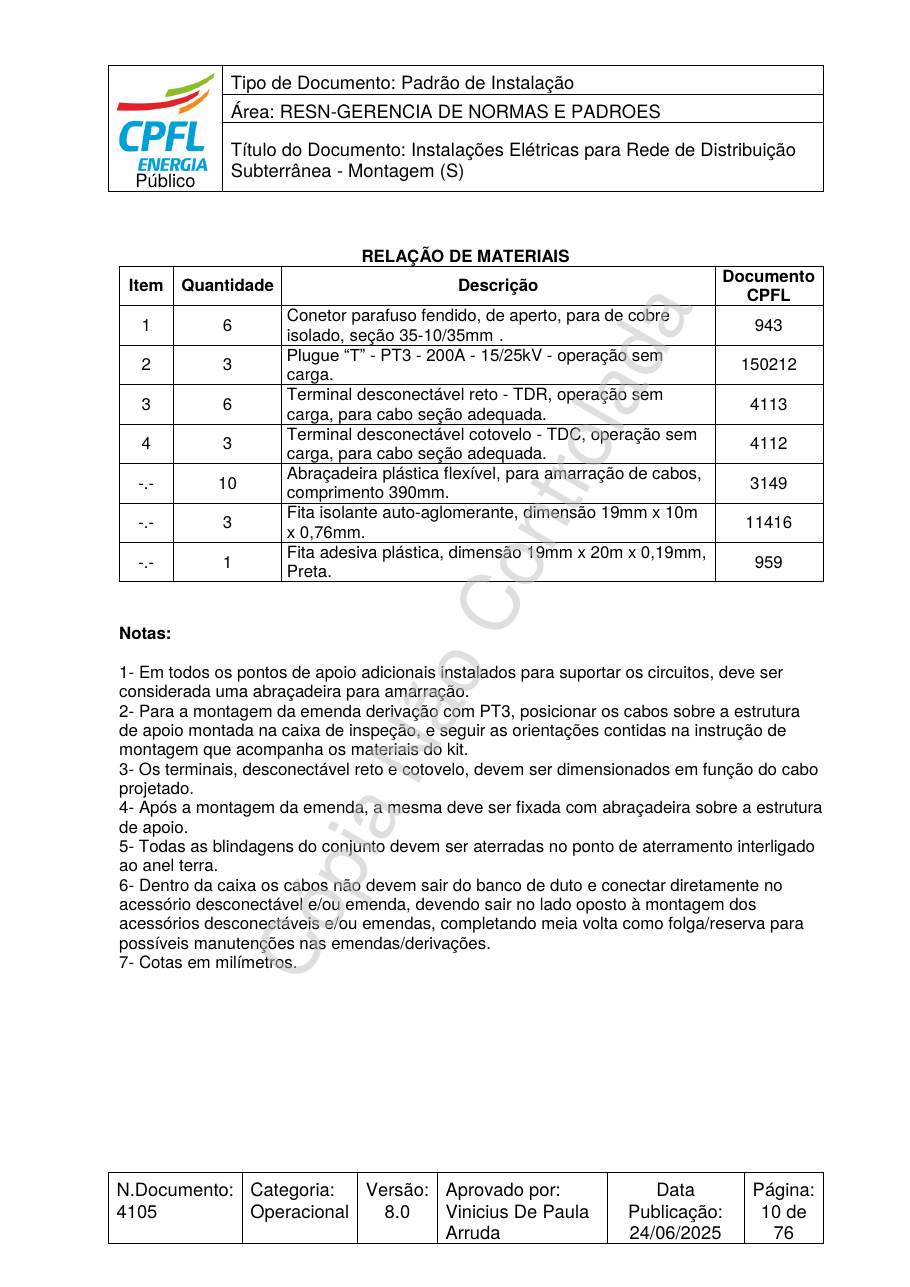 CPFL
ENERGIA
Público
Tipo de Documento: Padrão de Instalação
Área: RESN-GERENCIA DE NORMAS E PADROES
Título do Documento: Instalações Elétricas para Rede de Distribuição
Subterrânea - Montagem (S)
RELAÇÃO DE MATERIAIS
Item Quantidade Descrição Documento CPFL
1 6 Conetor parafuso fendido, de aperto, para de cobre
isolado, seção 35-10/35mm . 943
2 3 Plugue “T” - PT3 - 200A - 15/25kV - operação sem
carga. 150212
3 6 Terminal desconectável reto - TDR, operação sem
carga, para cabo seção adequada. 4113
4 3 Terminal desconectável cotovelo - TDC, operação sem
carga, para cabo seção adequada. 4112
-.- 10 Abraçadeira plástica flexível, para amarração de cabos,
comprimento 390mm. 3149
-.- 3 Fita isolante auto-aglomerante, dimensão 19mm x 10m
x 0,76mm. 11416
-.- 1 Fita adesiva plástica, dimensão 19mm x 20m x 0,19mm,
Preta. 959
Notas:
1- Em todos os pontos de apoio adicionais instalados para suportar os circuitos, deve ser
considerada uma abraçadeira para amarração.
2- Para a montagem da emenda derivação com PT3, posicionar os cabos sobre a estrutura
de apoio montada na caixa de inspeção, e seguir as orientações contidas na instrução de
montagem que acompanha os materiais do kit.
3- Os terminais, desconectável reto e cotovelo, devem ser dimensionados em função do cabo
projetado.
4- Após a montagem da emenda, a mesma deve ser fixada com abraçadeira sobre a estrutura
de apoio.
5- Todas as blindagens do conjunto devem ser aterradas no ponto de aterramento interligado
ao anel terra.
6- Dentro da caixa os cabos não devem sair do banco de duto e conectar diretamente no
acessório desconectável e/ou emenda, devendo sair no lado oposto à montagem dos
acessórios desconectáveis e/ou emendas, completando meia volta como folga/reserva para
possíveis manutenções nas emendas/derivações.
7- Cotas em milímetros.
Cópia Não Controlada
N.Documento: Categoria: Versão: Aprovado por: Data Página:
4105 Operacional 8.0 Vinicius De Paula Publicação: 10 de
Arruda 24/06/2025 76